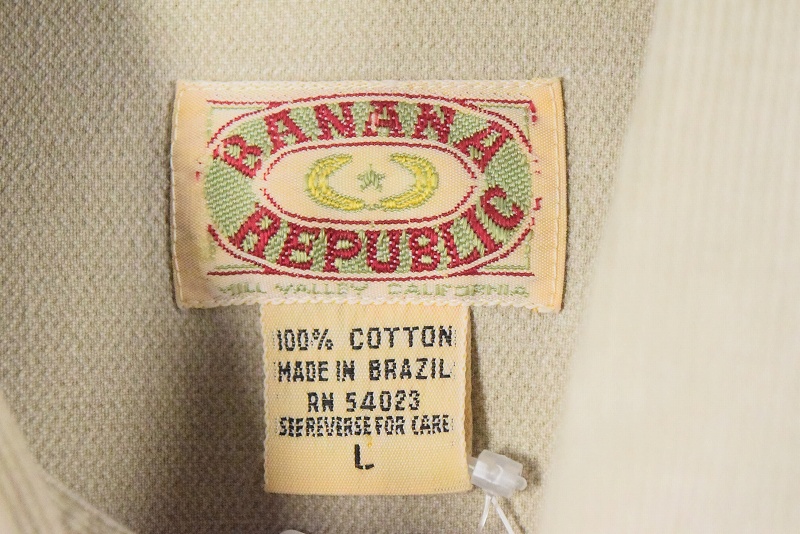 BANANA
REPUBLIC
MILL VALLEY CALIFORNIA
100% COTTON
MADE IN BRAZIL
RN 54023
SEE REVERSE FOR CARE
L